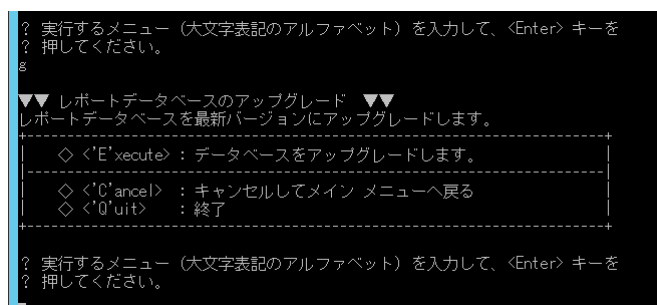 ? 実行するメニュー（大文字表記のアルファベット）を入力して、<Enter> キーを
? 押してください。
g
▼▼ レポートデータベースのアップグレード ▼▼
レポートデータベースを最新バージョンにアップグレードします。
◇ <'E'xecute> : データベースをアップグレードします。
◇ <'C'ancel> : キャンセルしてメイン メニューへ戻る
◇ <'Q'uit> : 終了
? 実行するメニュー（大文字表記のアルファベット）を入力して、<Enter> キーを
? 押してください。